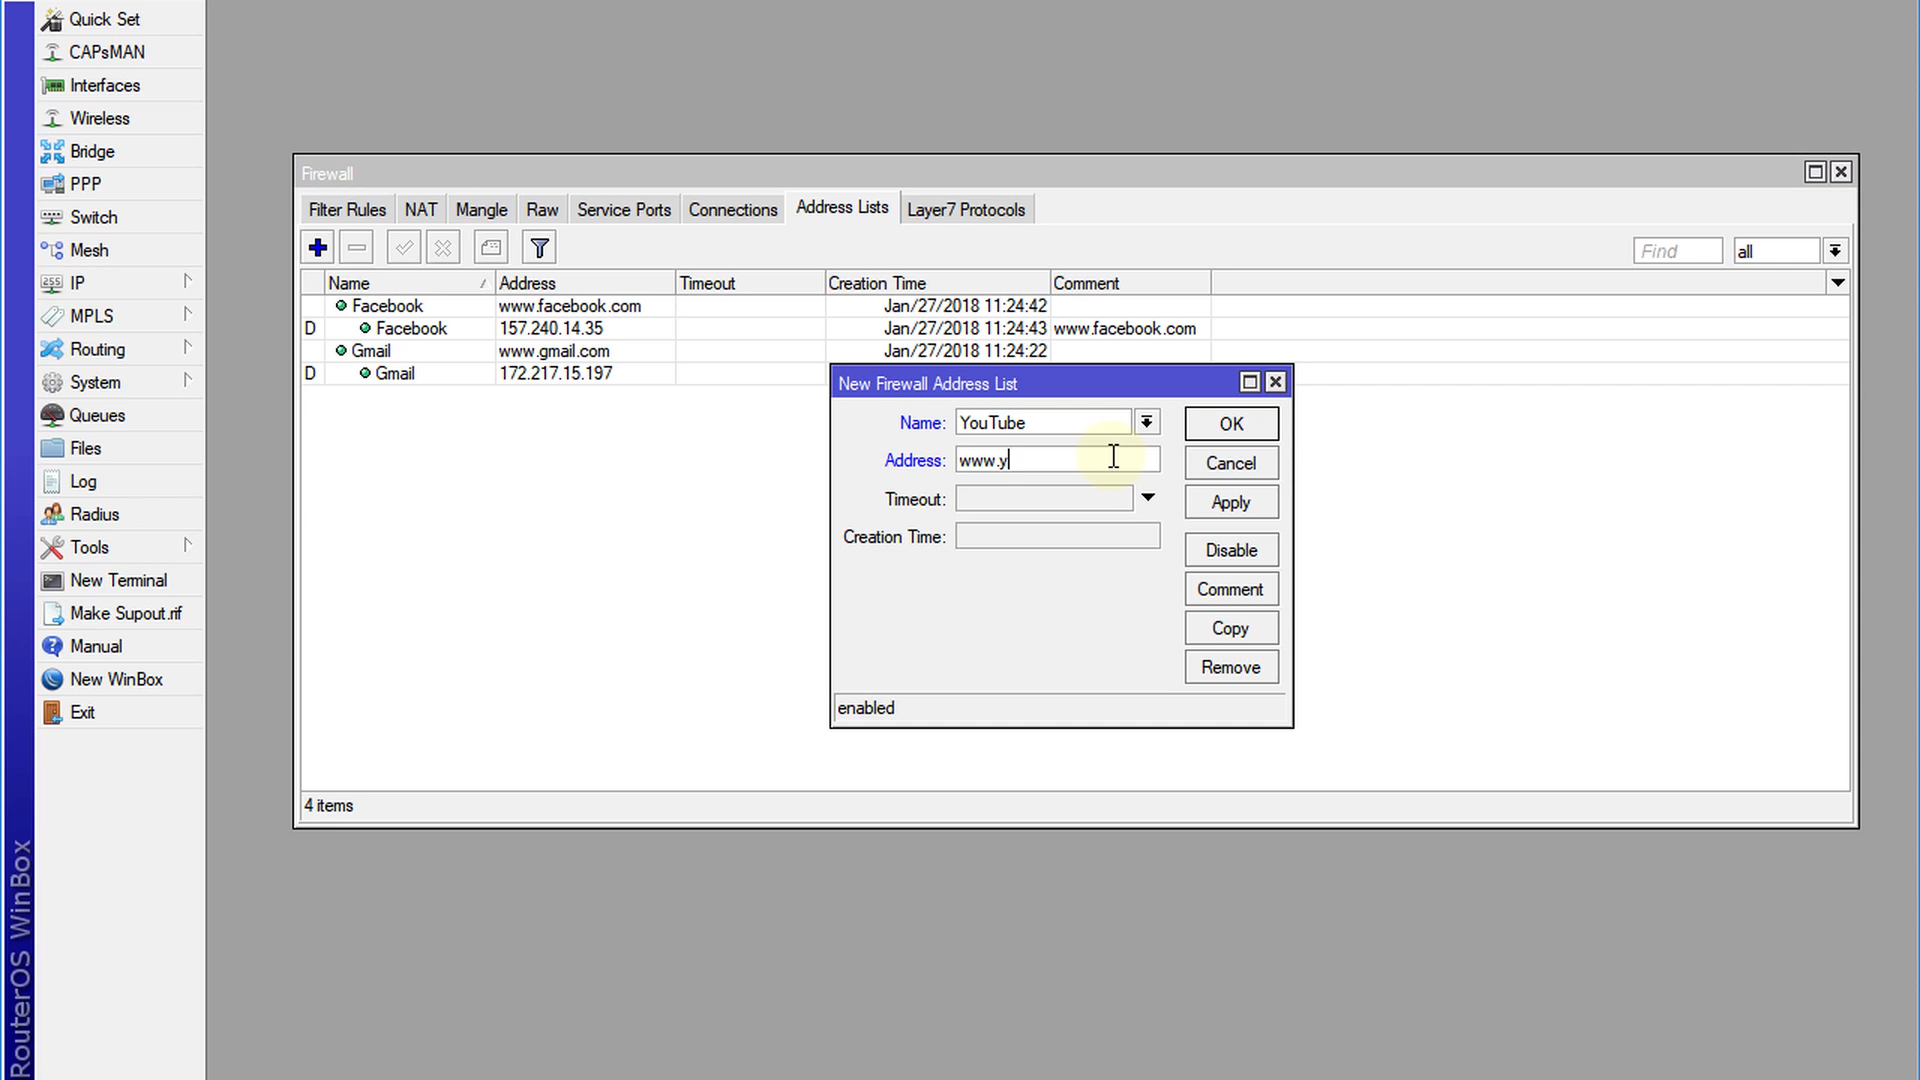 Quick Set
CAPsMAN
Interfaces
Wireless
Bridge
PPP
Switch
Mesh
IP
MPLS
Routing
System
Queues
Files
Log
Radius
Tools
New Terminal
Make Supout.rif
Manual
New WinBox
Exit
RouterOS WinBox
Firewall
Filter Rules NAT Mangle Raw Service Ports Connections Address Lists Layer7 Protocols
Find all
Name Address Timeout Creation Time Comment
Facebook www.facebook.com Jan/27/2018 11:24:42
D Facebook 157.240.14.35 Jan/27/2018 11:24:43 www.facebook.com
Gmail www.gmail.com Jan/27/2018 11:24:22
D Gmail 172.217.15.197
New Firewall Address List
Name: YouTube OK
Address: www.y Cancel
Timeout: Apply
Creation Time: Disable
Comment
Copy
Remove
enabled
4 items